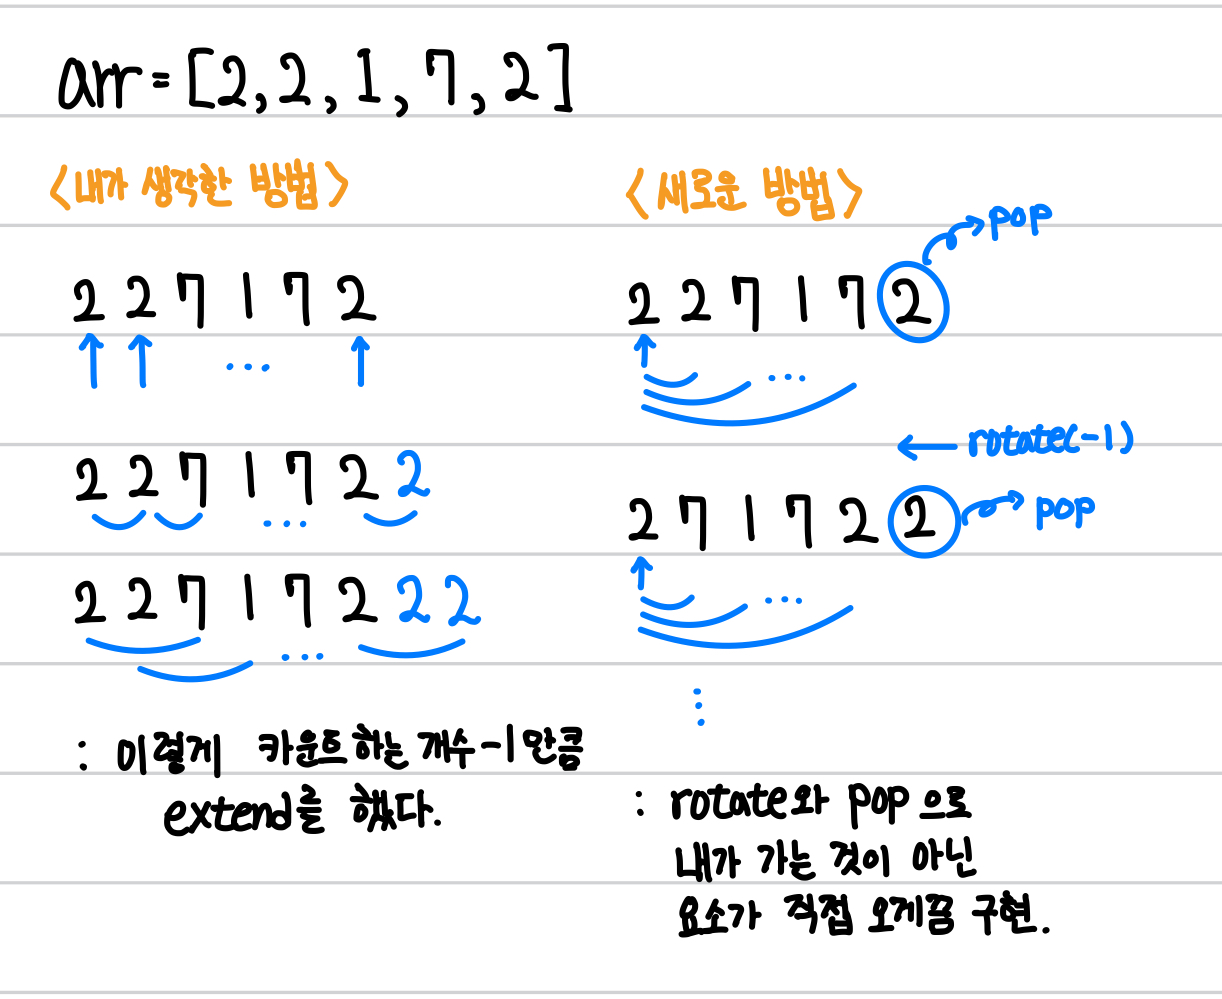 arr = [2, 2, 1, 7, 2]
<내가 생각한 방법>
2 2 7 1 7 2
...
2 2 7 1 7 2 2
...
2 2 7 1 7 2 2 2
...
: 이렇게 카운트하는 개수-1만큼
extend를 했다.
<새로운 방법>
pop
2 2 7 1 7 2
...
rotate(-1)
2 7 1 7 2 2
pop
...
⋮
: rotate와 pop으로
내가 가는 것이 아닌
요소가 직접 오게끔 구현.